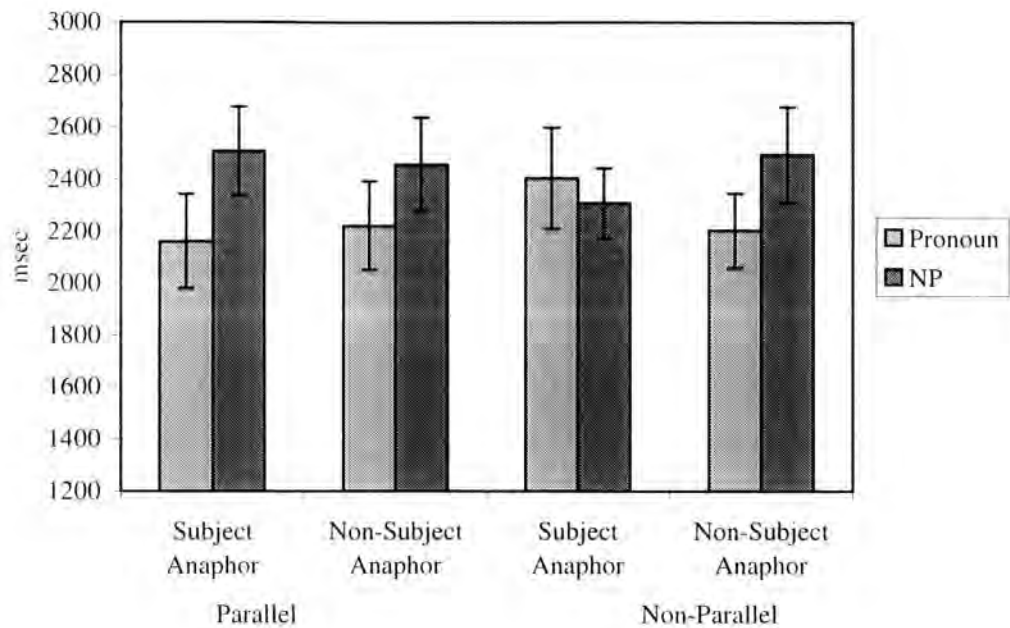 3000
2800
2600
2400
2200
2000
1800
1600
1400
1200
msec
Subject
Anaphor
Non-Subject
Anaphor
Subject
Anaphor
Non-Subject
Anaphor
Parallel
Non-Parallel
Pronoun
NP